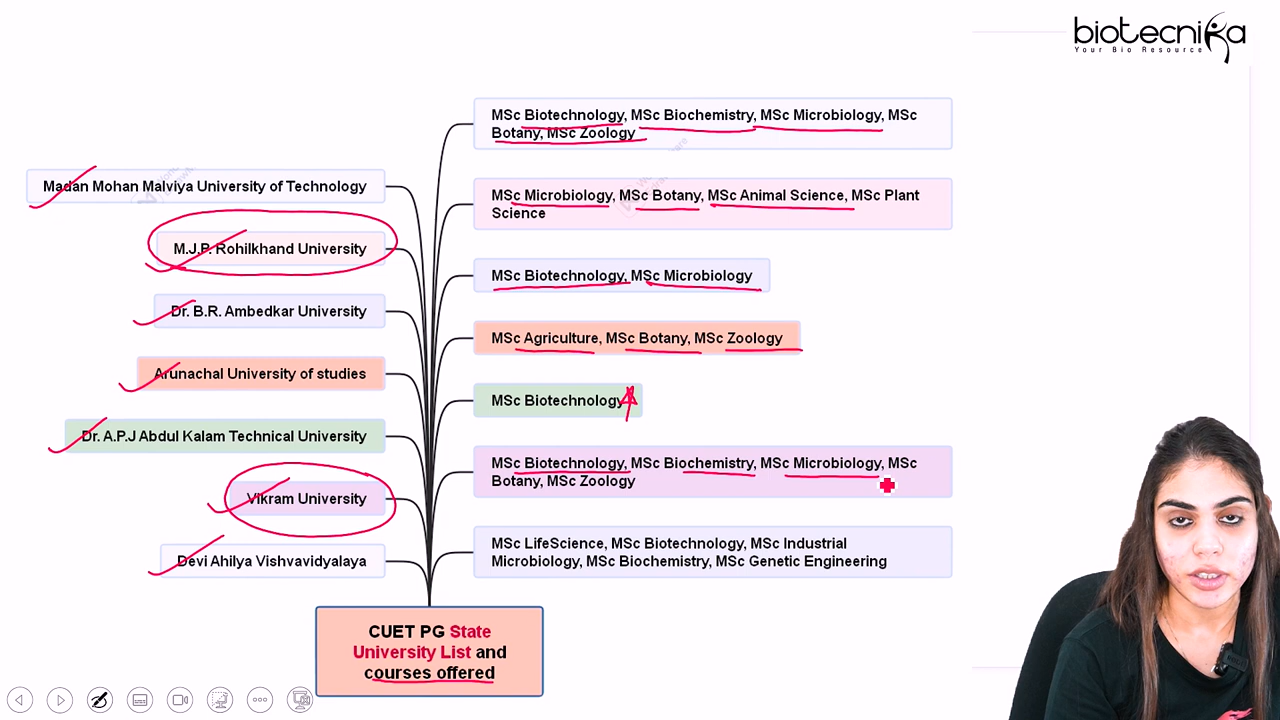 biotecnika
Your Bio Resource
MSc Biotechnology, MSc Biochemistry, MSc Microbiology, MSc
Botany, MSc Zoology
Madan Mohan Malviya University of Technology
MSc Microbiology, MSc Botany, MSc Animal Science, MSc Plant
Science
M.J.P. Rohilkhand University
MSc Biotechnology, MSc Microbiology
Dr. B.R. Ambedkar University
MSc Agriculture, MSc Botany, MSc Zoology
Arunachal University of studies
MSc Biotechnology
Dr. A.P.J Abdul Kalam Technical University
MSc Biotechnology, MSc Biochemistry, MSc Microbiology, MSc
Botany, MSc Zoology
Vikram University
MSc LifeScience, MSc Biotechnology, MSc Industrial
Microbiology, MSc Biochemistry, MSc Genetic Engineering
Devi Ahilya Vishvavidyalaya
CUET PG State
University List and
courses offered